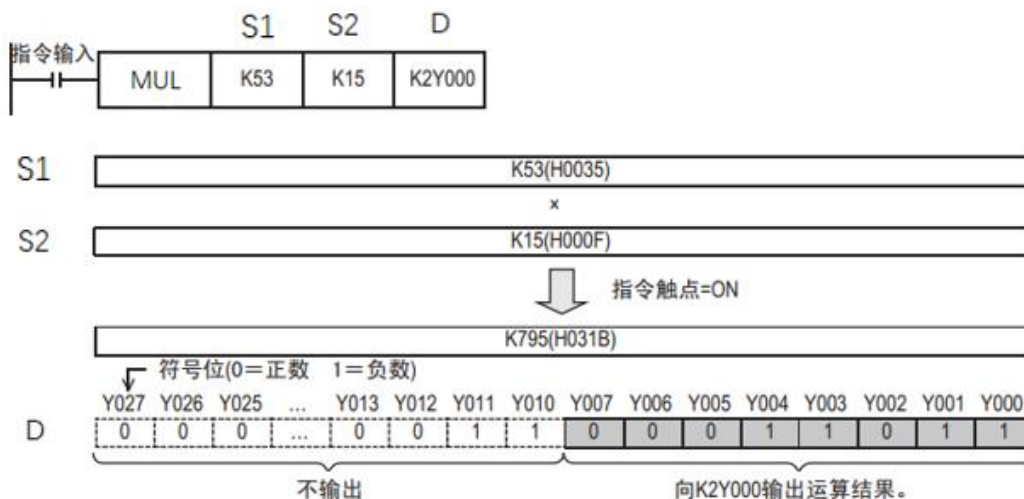 S1 S2 D
指令输入
MUL K53 K15 K2Y000
S1 K53(H0035)
×
S2 K15(H000F)
指令触点=ON
K795(H031B)
符号位(0=正数 1=负数)
Y027 Y026 Y025 ... Y013 Y012 Y011 Y010 Y007 Y006 Y005 Y004 Y003 Y002 Y001 Y000
D 0 0 0 ... 0 0 1 1 0 0 0 1 1 0 1 1
不输出 向K2Y000输出运算结果。